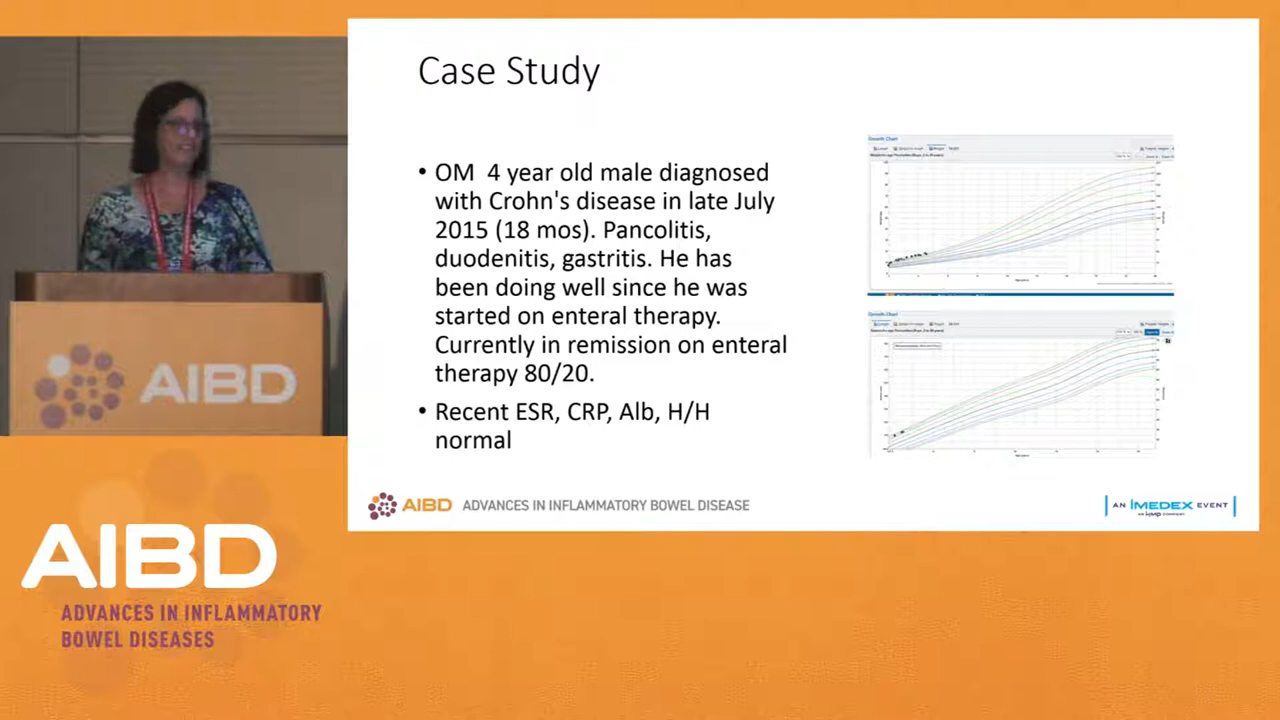 Case Study
• OM 4 year old male diagnosed
with Crohn's disease in late July
2015 (18 mos). Pancolitis,
duodenitis, gastritis. He has
been doing well since he was
started on enteral therapy.
Currently in remission on enteral
therapy 80/20.
• Recent ESR, CRP, Alb, H/H
normal
Growth Chart
Growth Chart
AIBD ADVANCES IN INFLAMMATORY BOWEL DISEASE
AN IMEDEX EVENT
AIBD
AIBD
ADVANCES IN INFLAMMATORY
BOWEL DISEASES